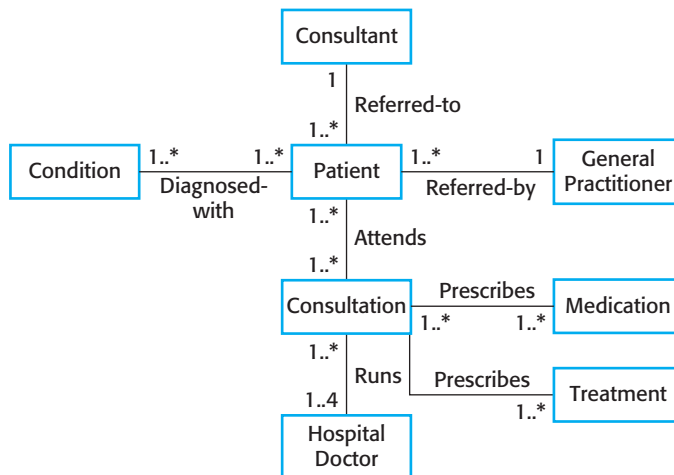 Consultant
1
Referred-to
1..*
1..* 1..* 1..* 1
Condition Patient General
Practitioner
Diagnosed-
with
Referred-by
1..*
Attends
1..*
Consultation Prescribes Medication
1..* 1..*
1..*
Runs
Prescribes Treatment
1..4 1..*
Hospital
Doctor